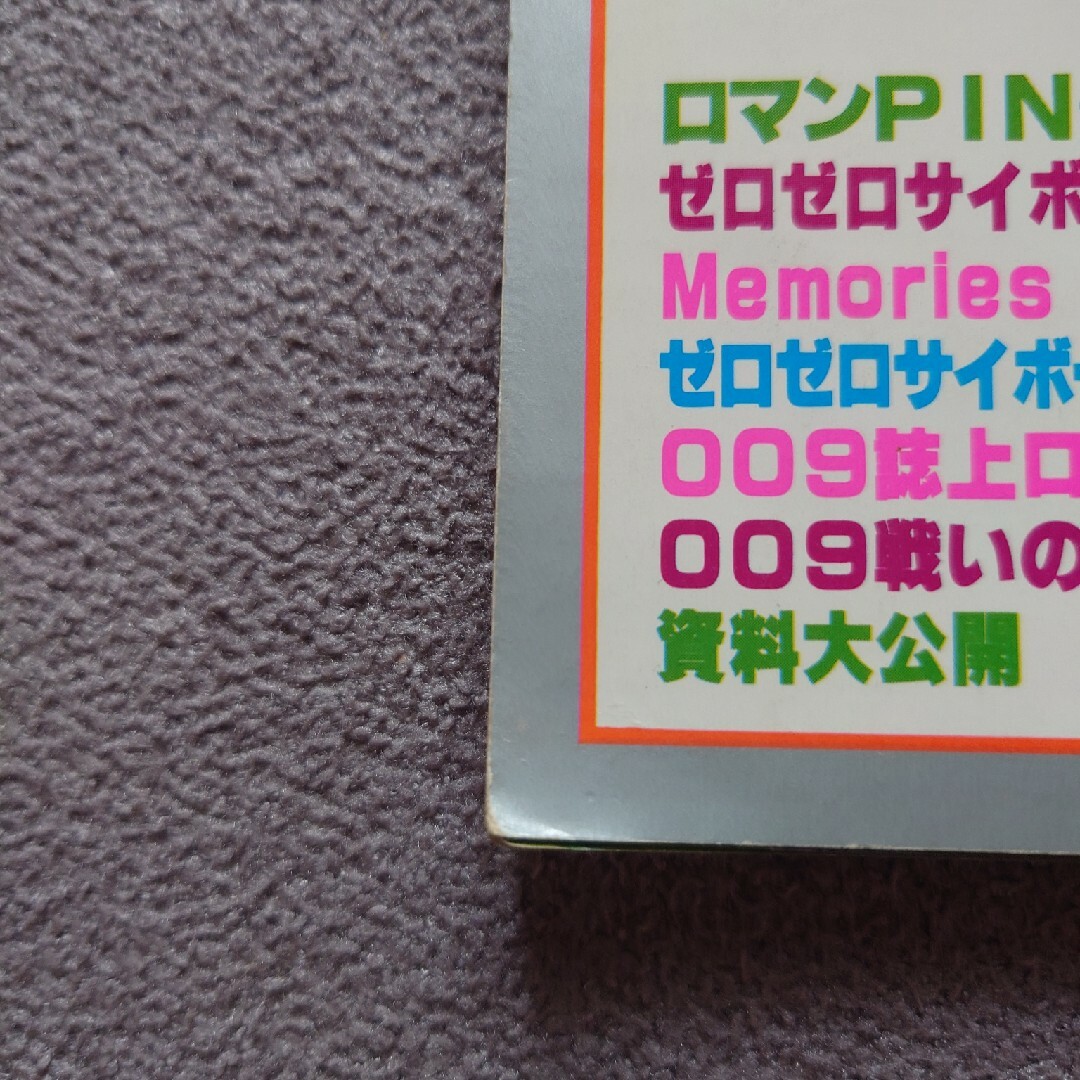 ロマンＰＩＮ
ゼロゼロサイボ
Memories
ゼロゼロサイボー
００９誌上ロ
００９戦いの
資料大公開